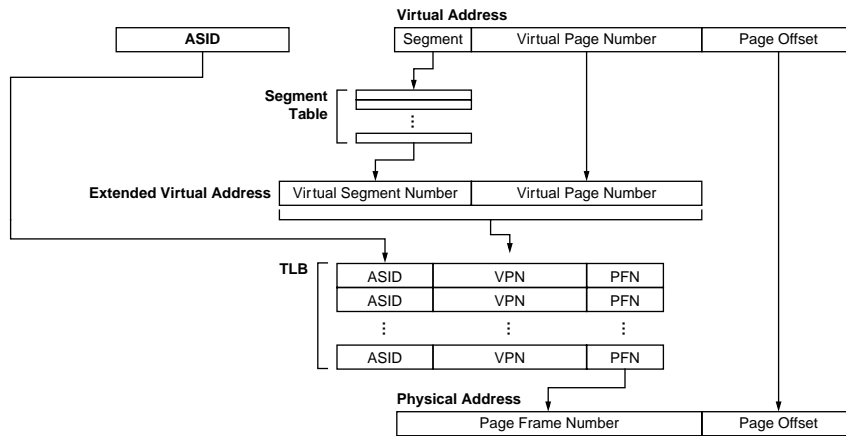 Virtual Address
ASID
Segment Virtual Page Number Page Offset
Segment
Table
Extended Virtual Address Virtual Segment Number Virtual Page Number
TLB
ASID VPN PFN
ASID VPN PFN
ASID VPN PFN
Physical Address
Page Frame Number Page Offset